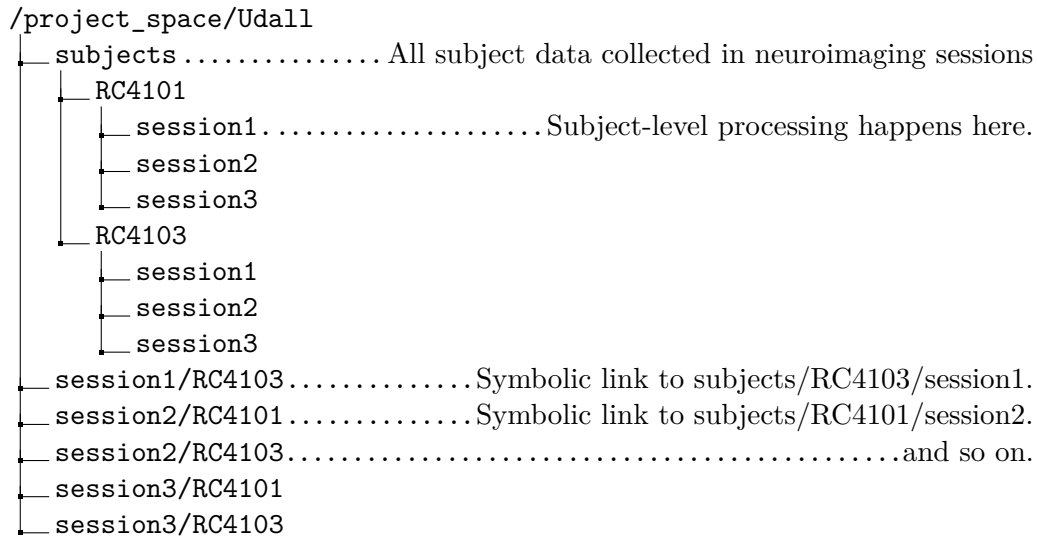 /project_space/Udall
subjects ............... All subject data collected in neuroimaging sessions
RC4101
session1.....................Subject-level processing happens here.
session2
session3
RC4103
session1
session2
session3
session1/RC4103..............Symbolic link to subjects/RC4103/session1.
session2/RC4101..............Symbolic link to subjects/RC4101/session2.
session2/RC4103..............................................and so on.
session3/RC4101
session3/RC4103